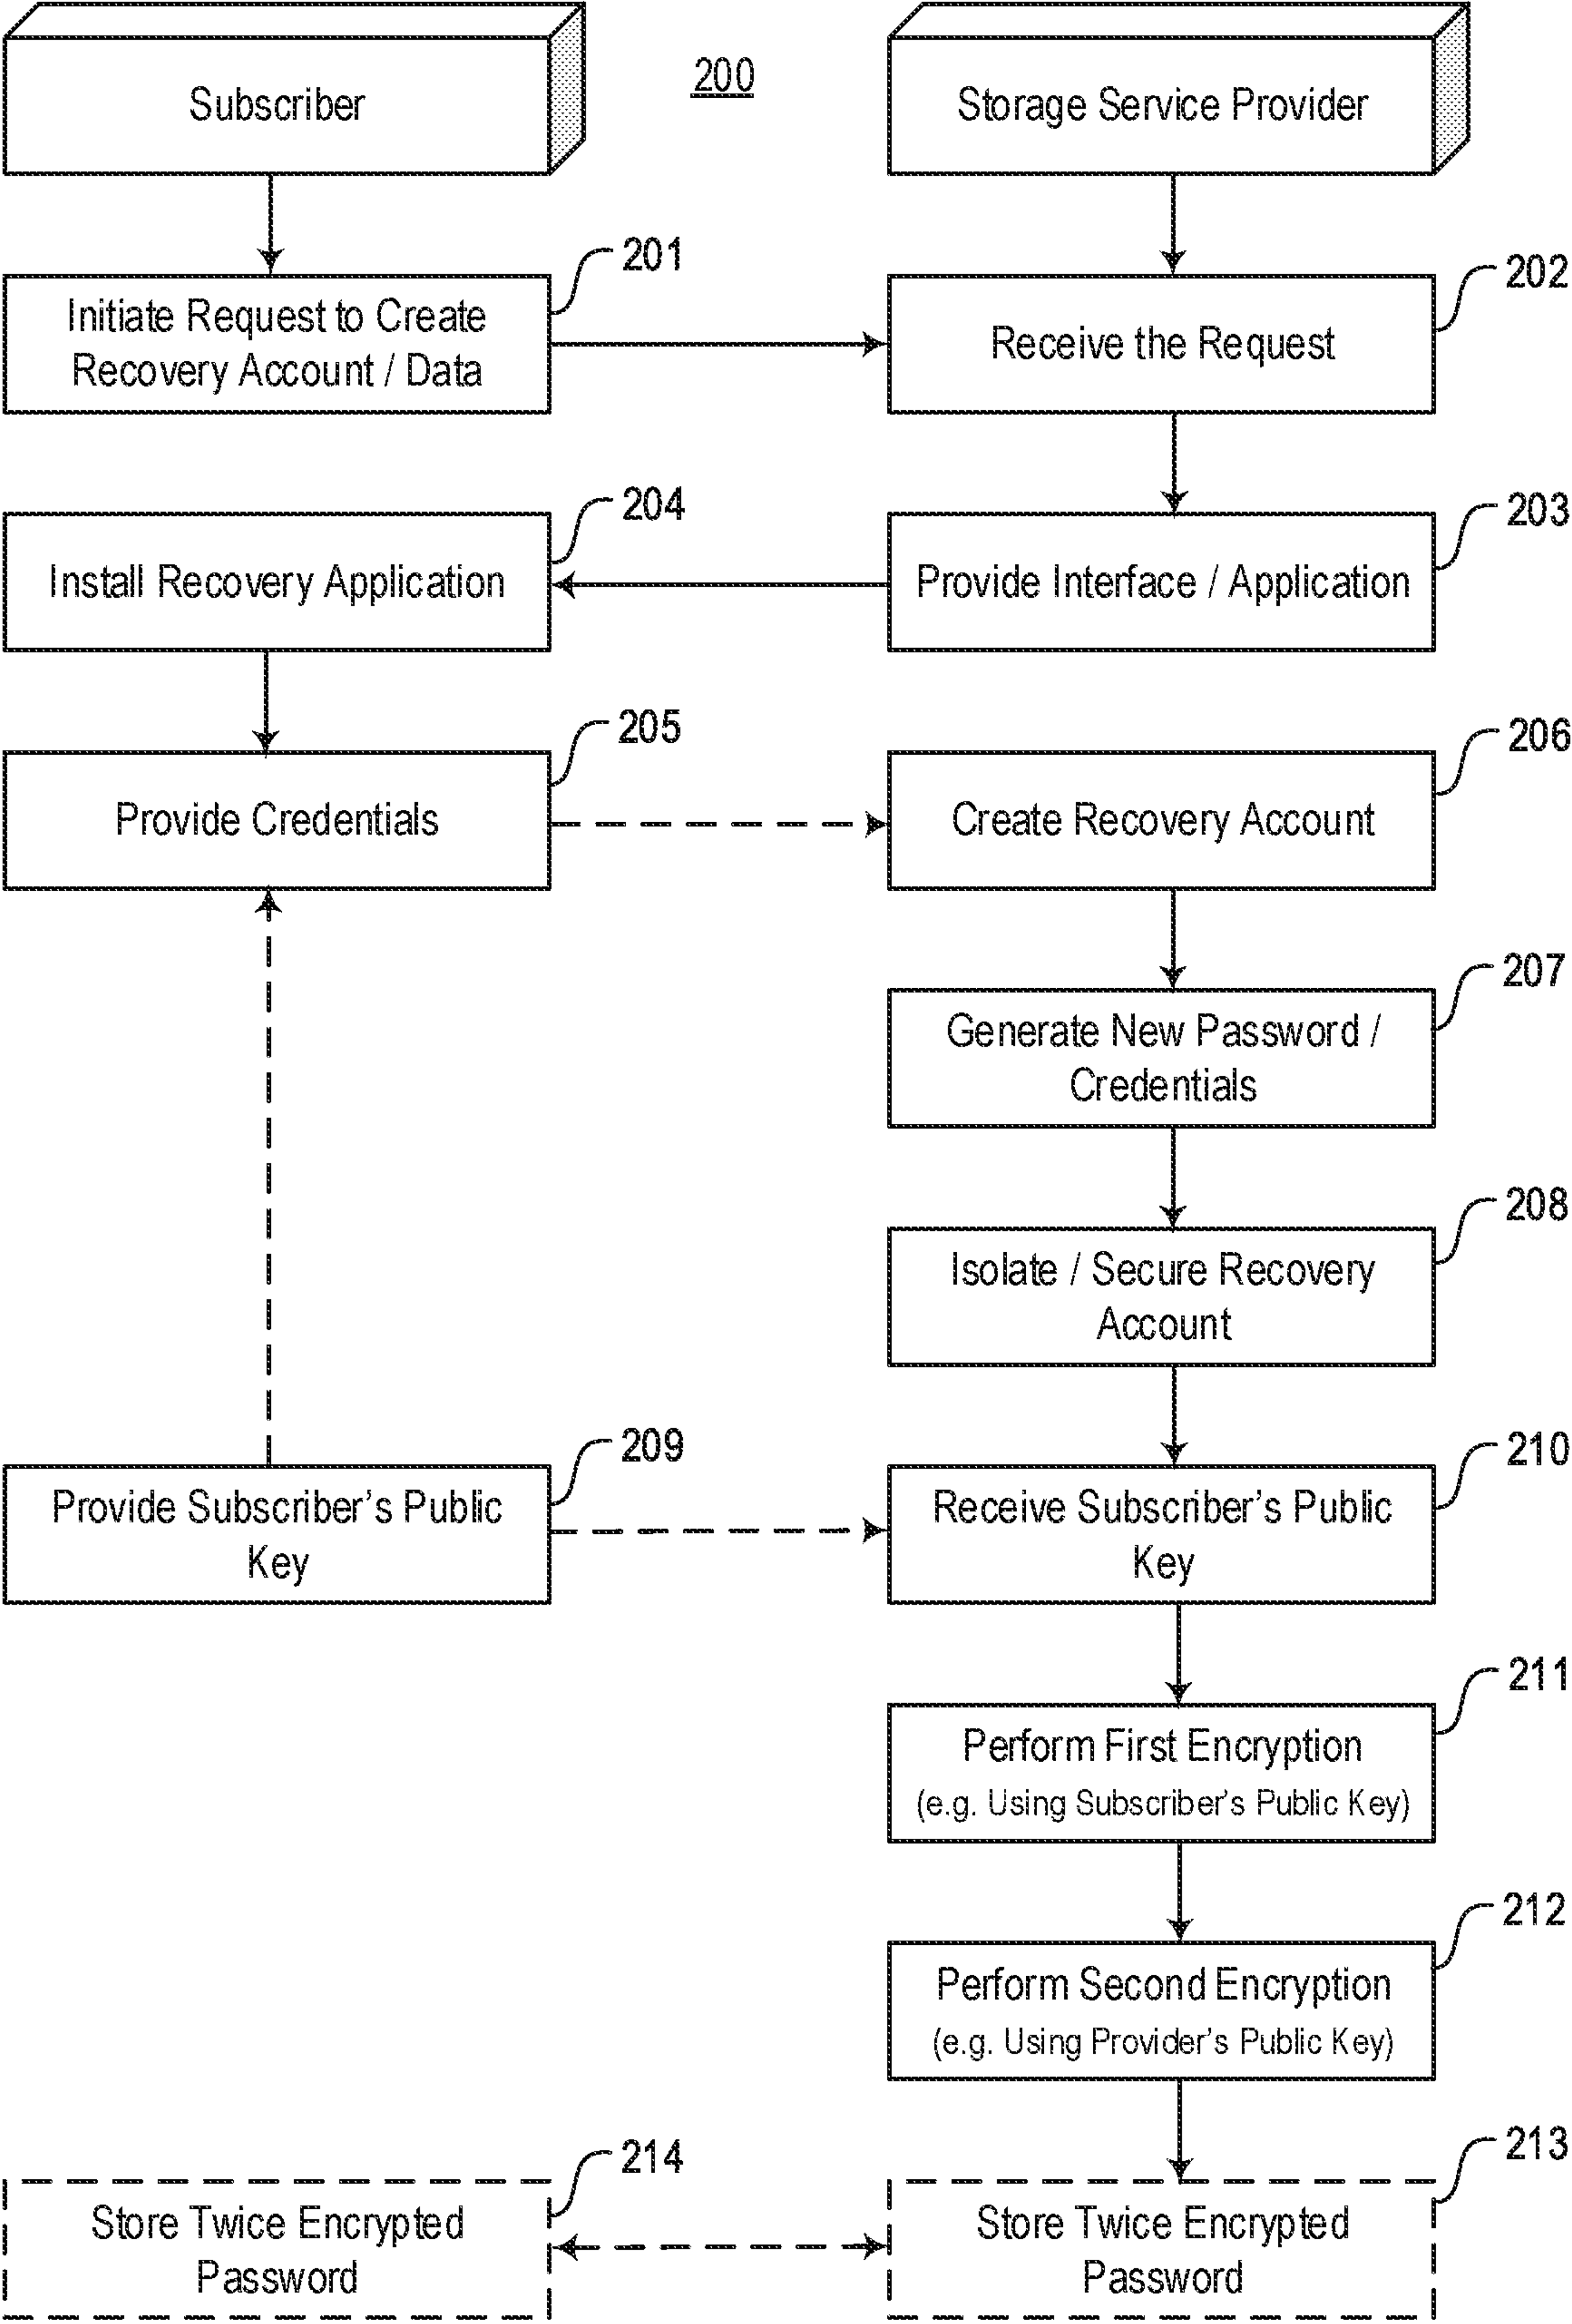 Subscriber
200
Storage Service Provider
201
Initiate Request to Create
Recovery Account / Data
202
Receive the Request
204
Install Recovery Application
203
Provide Interface / Application
205
Provide Credentials
206
Create Recovery Account
207
Generate New Password /
Credentials
208
Isolate / Secure Recovery
Account
209
Provide Subscriber's Public
Key
210
Receive Subscriber's Public
Key
211
Perform First Encryption
(e.g. Using Subscriber's Public Key)
212
Perform Second Encryption
(e.g. Using Provider's Public Key)
214
Store Twice Encrypted
Password
213
Store Twice Encrypted
Password